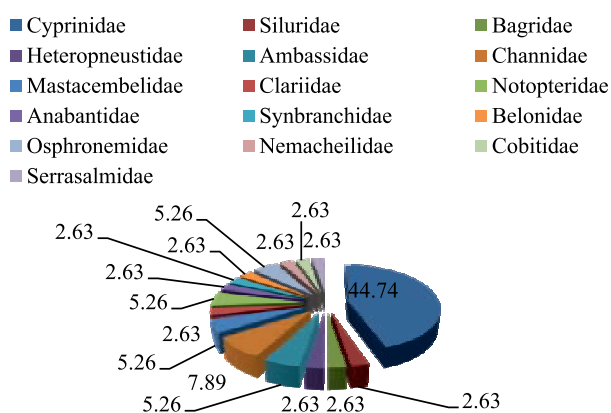 Cyprinidae Siluridae Bagridae
Heteropneustidae Ambassidae Channidae
Mastacembelidae Clariidae Notopteridae
Anabantidae Synbranchidae Belonidae
Osphronemidae Nemacheilidae Cobitidae
Serrasalmidae
2.63
5.26
2.63
2.63 2.63 2.63
2.63
44.74
5.26
2.63
5.26
7.89
5.26 2.63 2.63 2.63